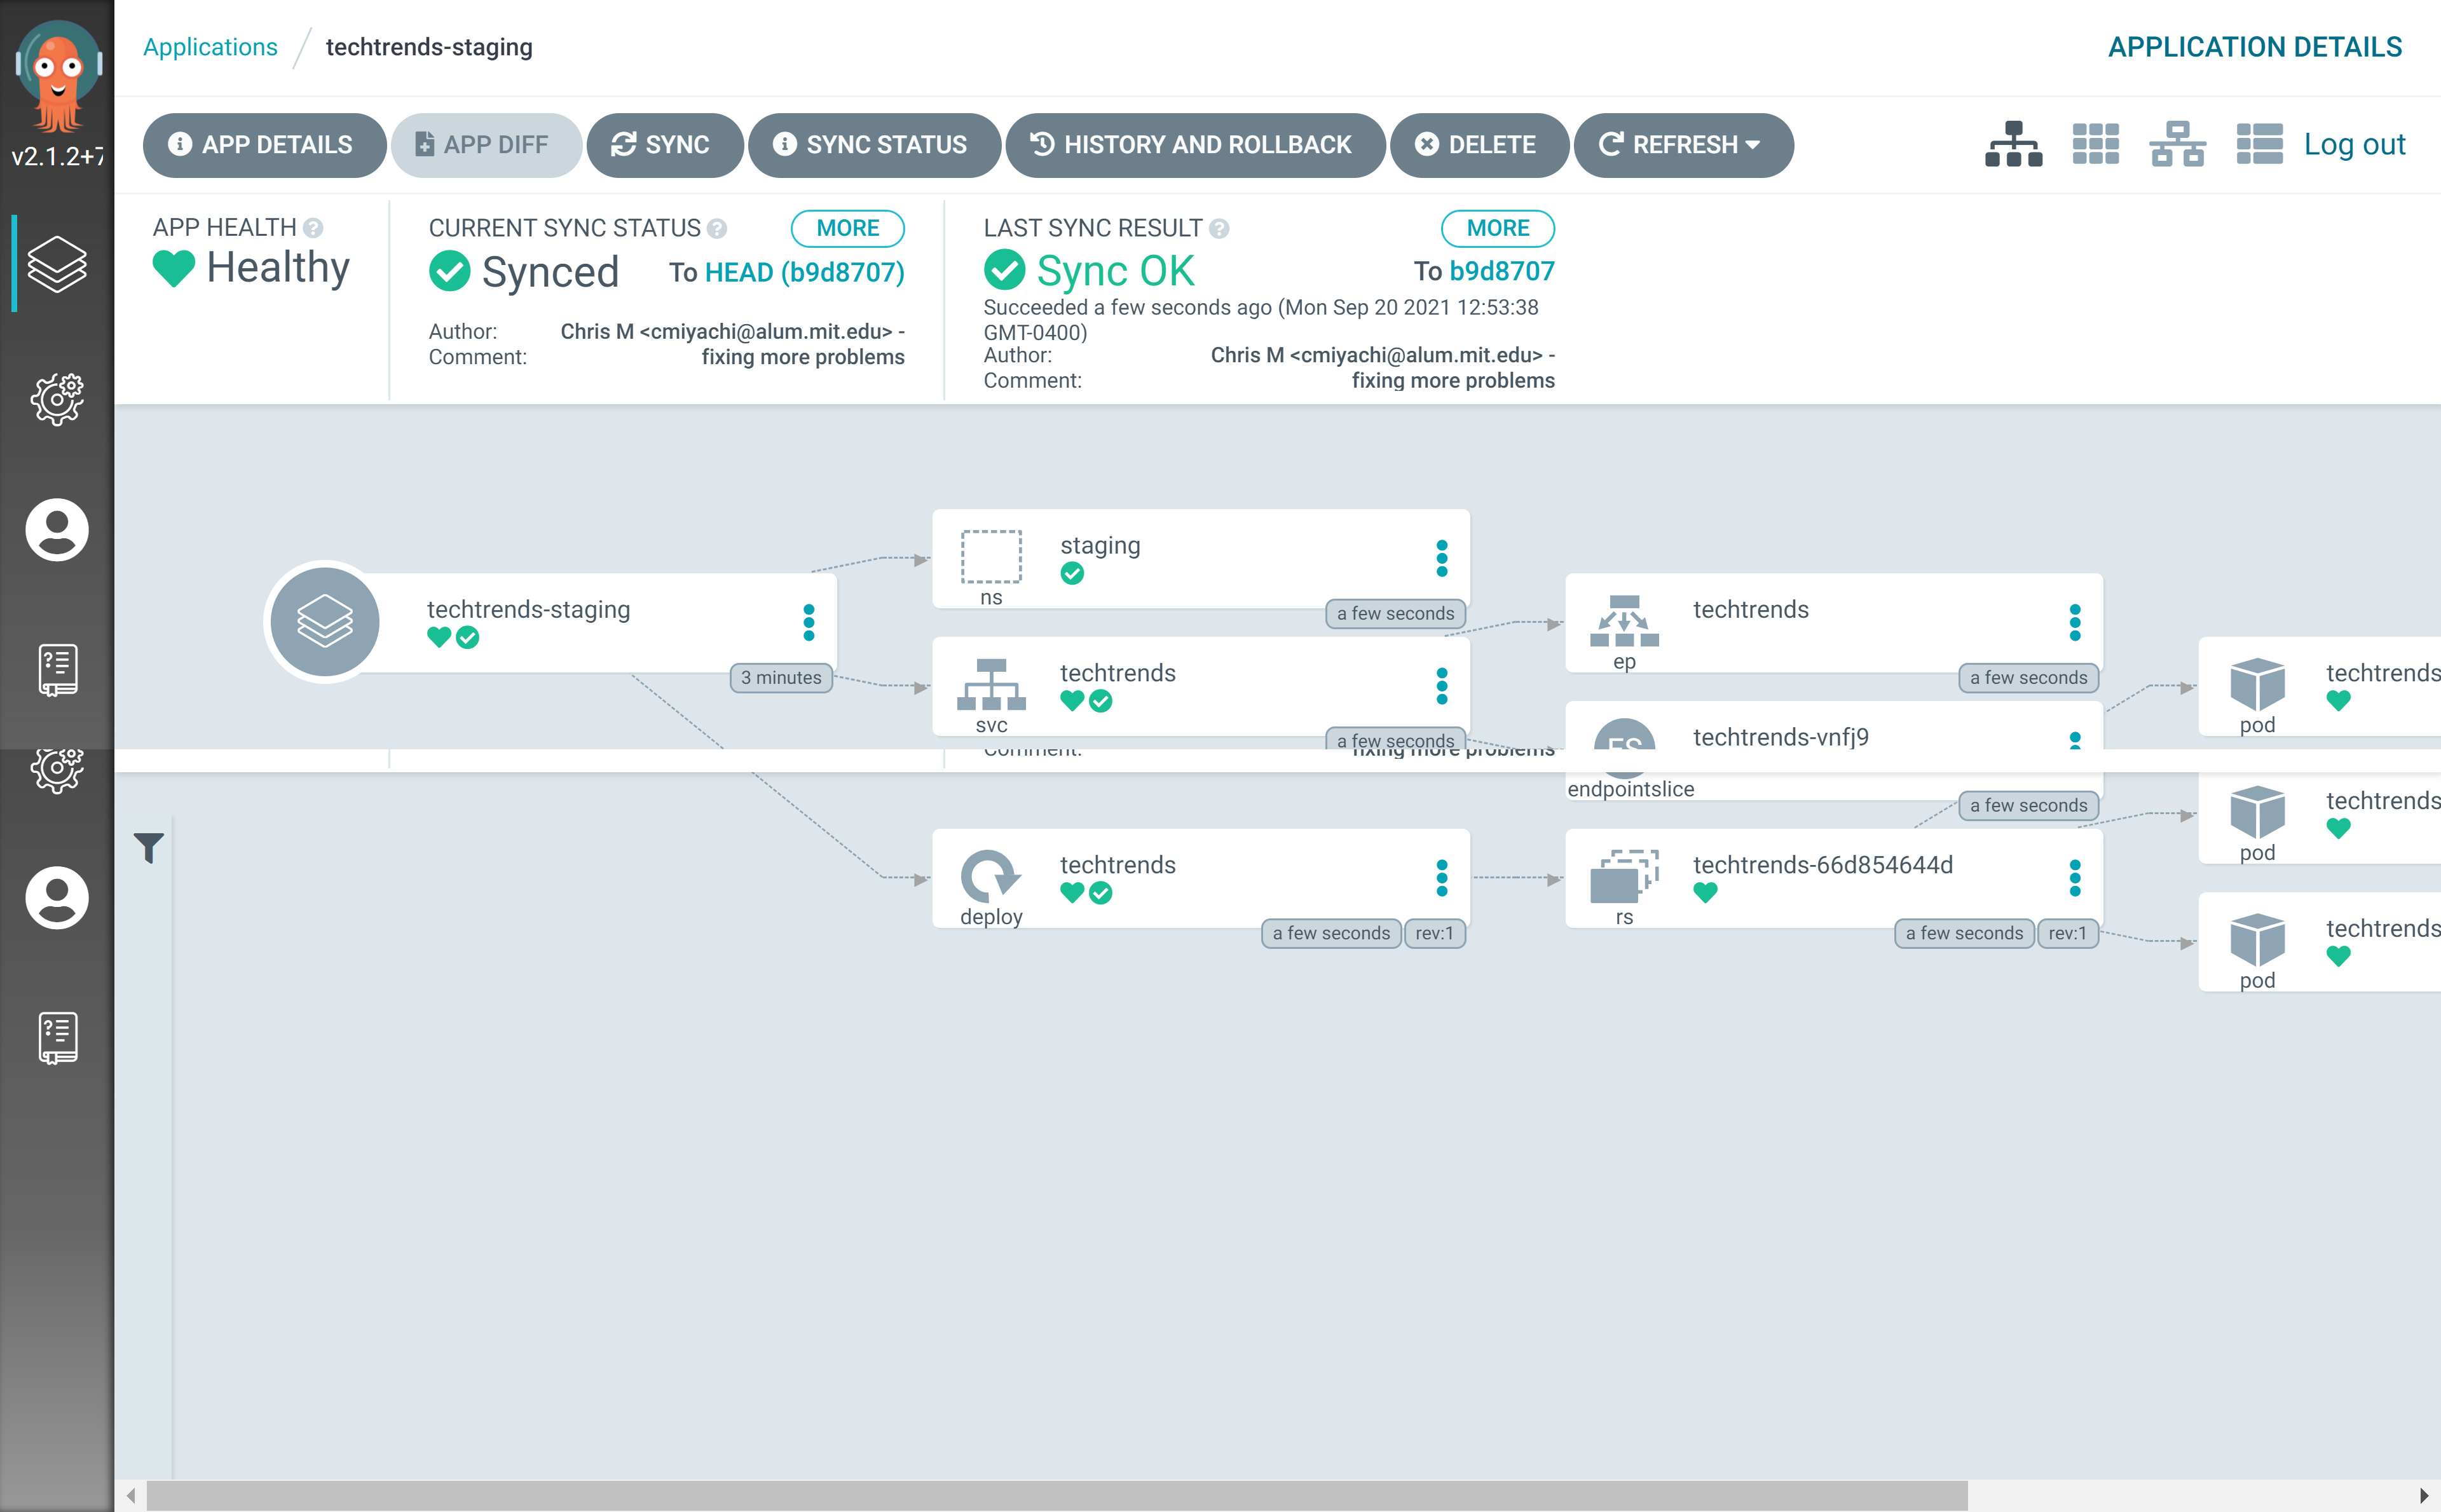 Applications / techtrends-staging
APPLICATION DETAILS
v2.1.2+7
APP DETAILS
APP DIFF
SYNC
SYNC STATUS
HISTORY AND ROLLBACK
DELETE
REFRESH
Log out
APP HEALTH ?
Healthy
CURRENT SYNC STATUS ?
MORE
Synced
To HEAD (b9d8707)
Author: Chris M <cmiyachi@alum.mit.edu> -
Comment: fixing more problems
LAST SYNC RESULT ?
MORE
Sync OK
To b9d8707
Succeeded a few seconds ago (Mon Sep 20 2021 12:53:38
GMT-0400)
Author: Chris M <cmiyachi@alum.mit.edu> -
Comment: fixing more problems
techtrends-staging
3 minutes
staging
ns
a few seconds
techtrends
svc
a few seconds
Comment: fixing more problems
techtrends
ep
a few seconds
ES
techtrends-vnfj9
endpointslice
a few seconds
techtrends
deploy
a few seconds
rev:1
techtrends-66d854644d
rs
a few seconds
rev:1
techtrends
pod
techtrends
pod
techtrends
pod